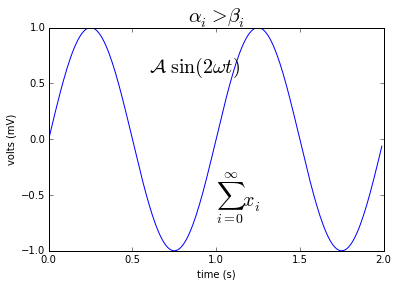 αᵢ > βᵢ
1.0
𝒜 sin(2ωt)
0.5
volts (mV)
0.0
∞
∑ xᵢ
i=0
−0.5
−1.0
0.0 0.5 1.0 1.5 2.0
time (s)